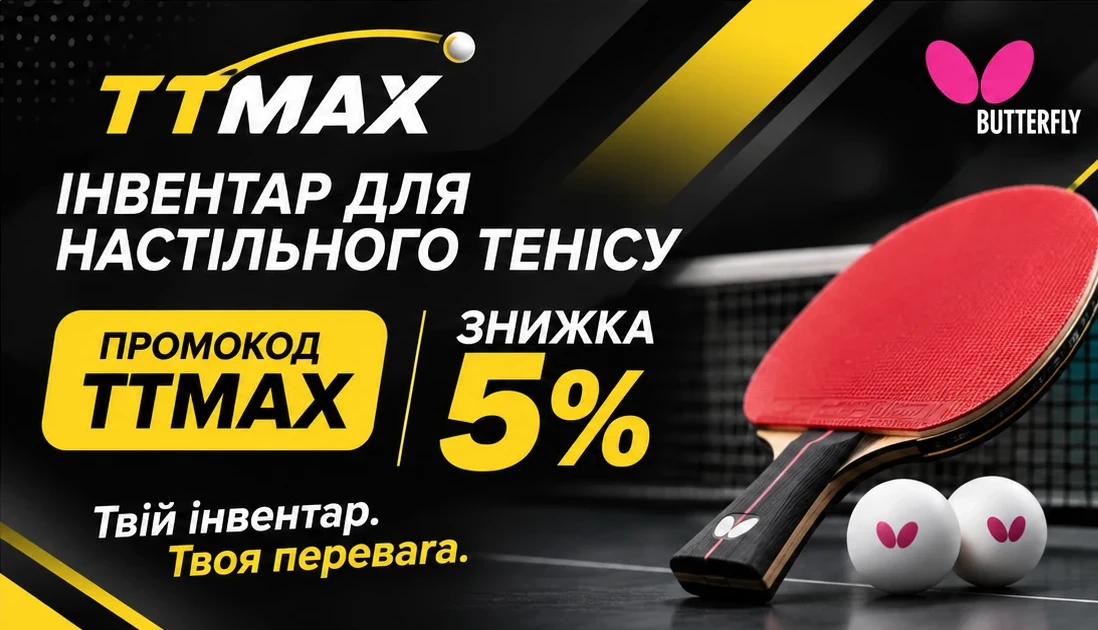 TTMAX
BUTTERFLY
ІНВЕНТАР ДЛЯ
НАСТІЛЬНОГО ТЕНІСУ
ПРОМОКОД
TTMAX
ЗНИЖКА
5%
Твій інвентар.
Твоя перевага.